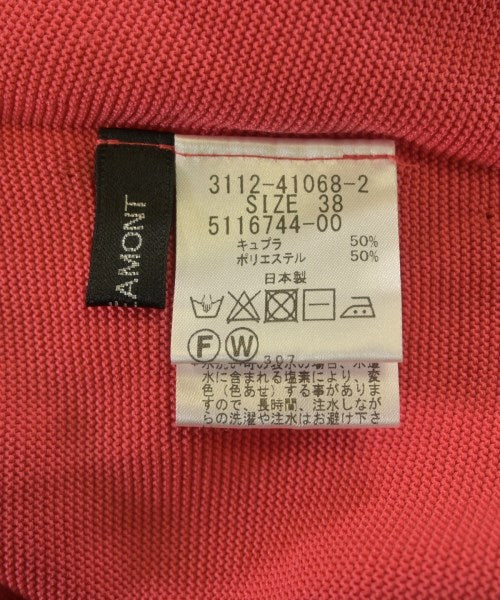 3112-41068-2
SIZE 38
5116744-00
キュプラ 50%
ポリエステル 50%
日本製
F W
307
水に含まれる塩素により、変
色(色あせ)する事がありま
すので、長時間、注水しなが
らの洗濯や注水はお避け下さ
EAMONT